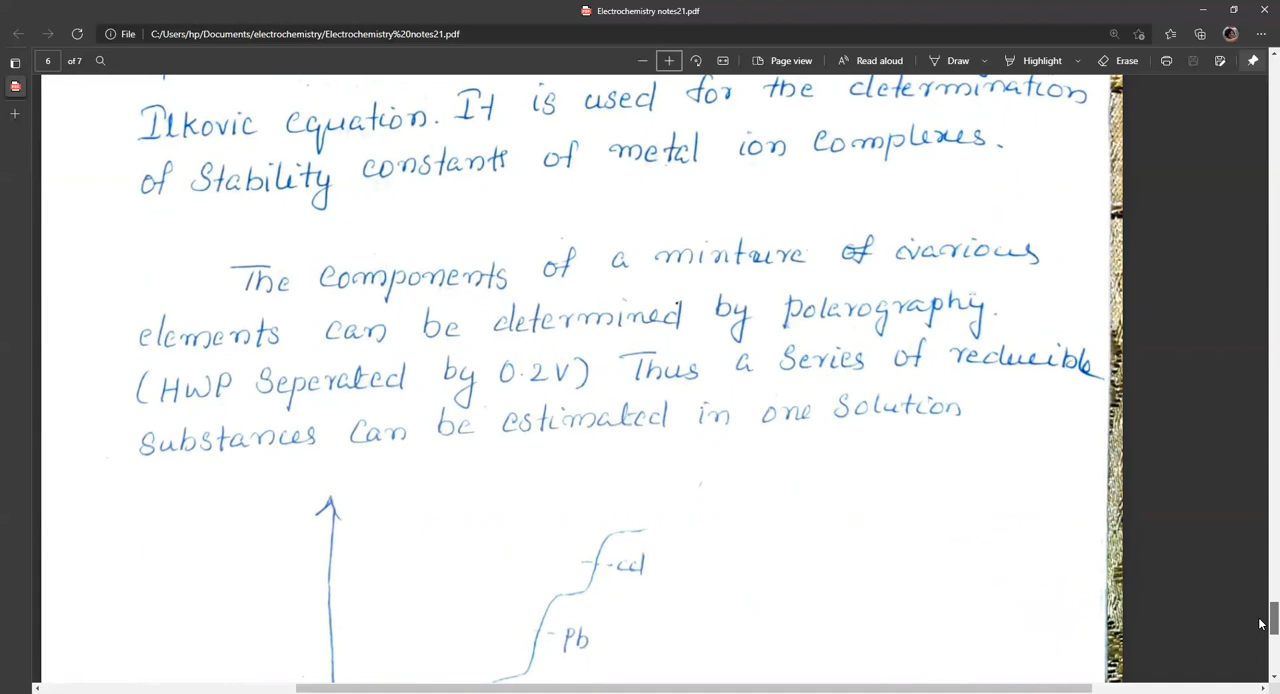 Electrochemistry notes21.pdf
File C:/Users/hp/Documents/electrochemistry/Electrochemistry%20notes21.pdf
6 of 7 Page view Read aloud Draw Highlight Erase
Ilkovic equation. It is used for the determination
of Stability constants of metal ion complexes.
The components of a minture of various
elements can be determined by polarography.
(HWP Seperated by 0.2V) Thus a Series of reducible
substances can be estimated in one solution
cd
Pb